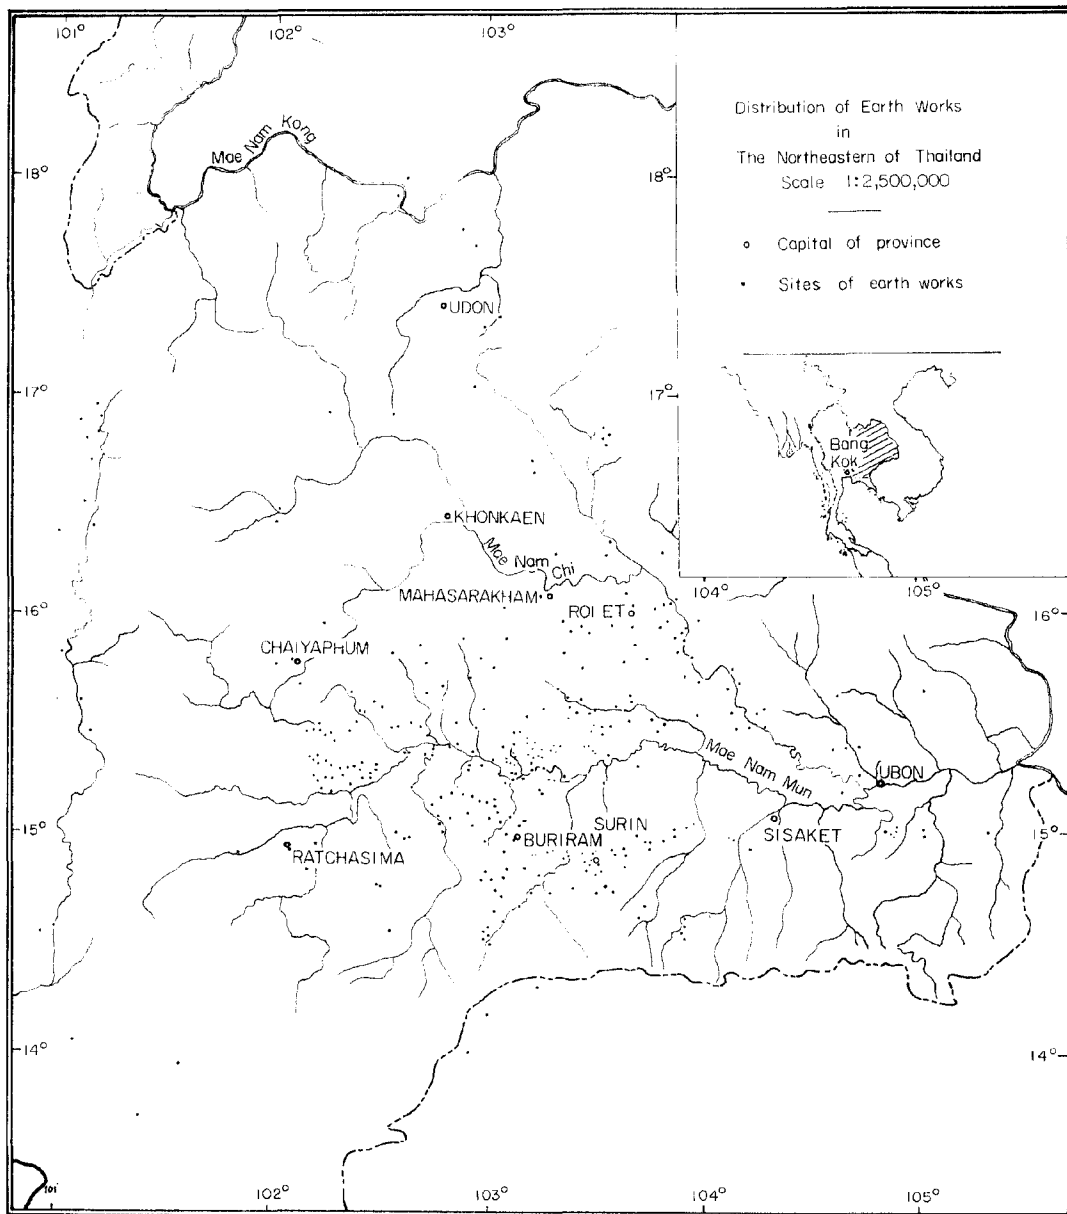 101° 102° 103°
Distribution of Earth Works
in
The Northeastern of Thailand
Scale 1:2,500,000
Capital of province
Sites of earth works
Mae Nam Kong
18° 18°
UDON
17° 17°
Bang
Kok
KHONKAEN
Mae Nam Chi
104° 105°
MAHASARAKHAM
ROI ET
16° 16°
CHAIYAPHUM
Mae Nam Mun
UBON
SURIN
15° 15°
BURIRAM
SISAKET
RATCHASIMA
14° 14°
101° 102° 103° 104° 105°